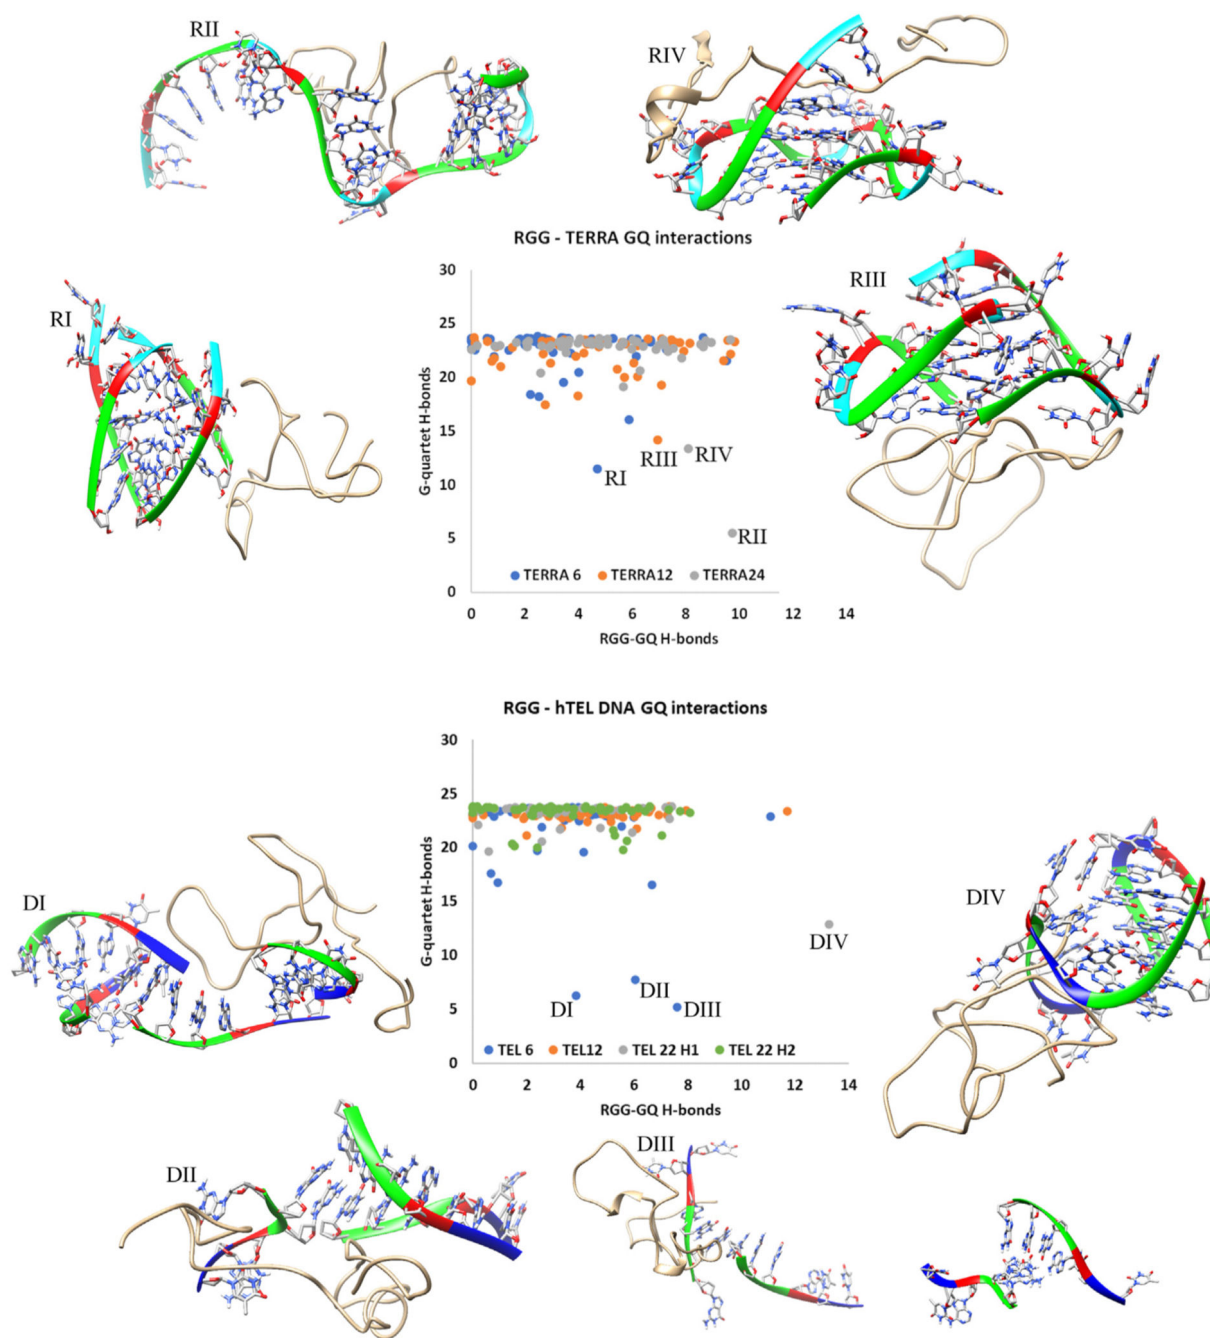 RII
RIV
RGG - TERRA GQ interactions
RI
RIII
G-quartet H-bonds
30
25
20
15
10
5
0
RIII
RIV
RI
RII
TERRA 6
TERRA12
TERRA24
0 2 4 6 8 10 12 14
RGG-GQ H-bonds
RGG - hTEL DNA GQ interactions
G-quartet H-bonds
30
25
20
15
10
5
0
DI
DIV
DIV
DII
DI
DIII
TEL 6
TEL12
TEL 22 H1
TEL 22 H2
0 2 4 6 8 10 12 14
RGG-GQ H-bonds
DII
DIII